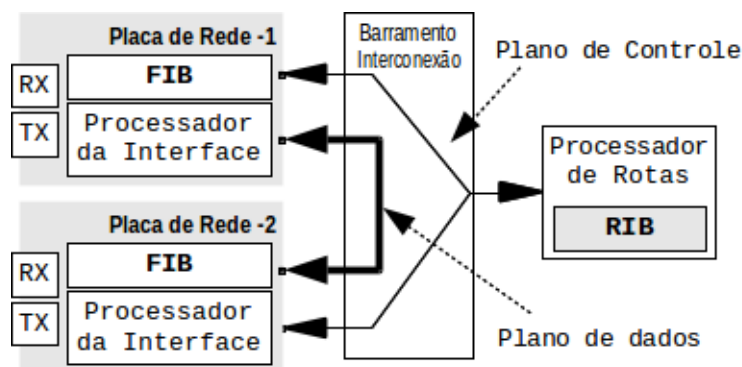 Placa de Rede -1
FIB
RX
TX
Processador
da Interface
Placa de Rede -2
FIB
RX
TX
Processador
da Interface
Barramento
Interconexão
Plano de Controle
Processador
de Rotas
RIB
Plano de dados